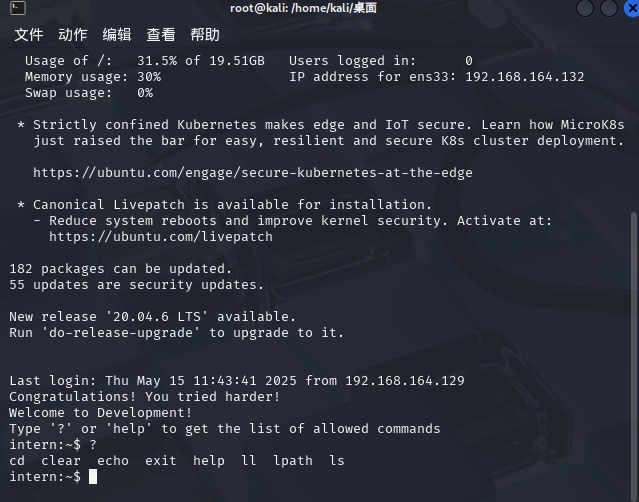 root@kali: /home/kali/桌面
文件 动作 编辑 查看 帮助
Usage of /: 31.5% of 19.51GB Users logged in: 0
Memory usage: 30% IP address for ens33: 192.168.164.132
Swap usage: 0%
* Strictly confined Kubernetes makes edge and IoT secure. Learn how MicroK8s
just raised the bar for easy, resilient and secure K8s cluster deployment.
https://ubuntu.com/engage/secure-kubernetes-at-the-edge
* Canonical Livepatch is available for installation.
- Reduce system reboots and improve kernel security. Activate at:
https://ubuntu.com/livepatch
182 packages can be updated.
55 updates are security updates.
New release '20.04.6 LTS' available.
Run 'do-release-upgrade' to upgrade to it.
Last login: Thu May 15 11:43:41 2025 from 192.168.164.129
Congratulations! You tried harder!
Welcome to Development!
Type '?' or 'help' to get the list of allowed commands
intern:~$ ?
cd clear echo exit help ll lpath ls
intern:~$